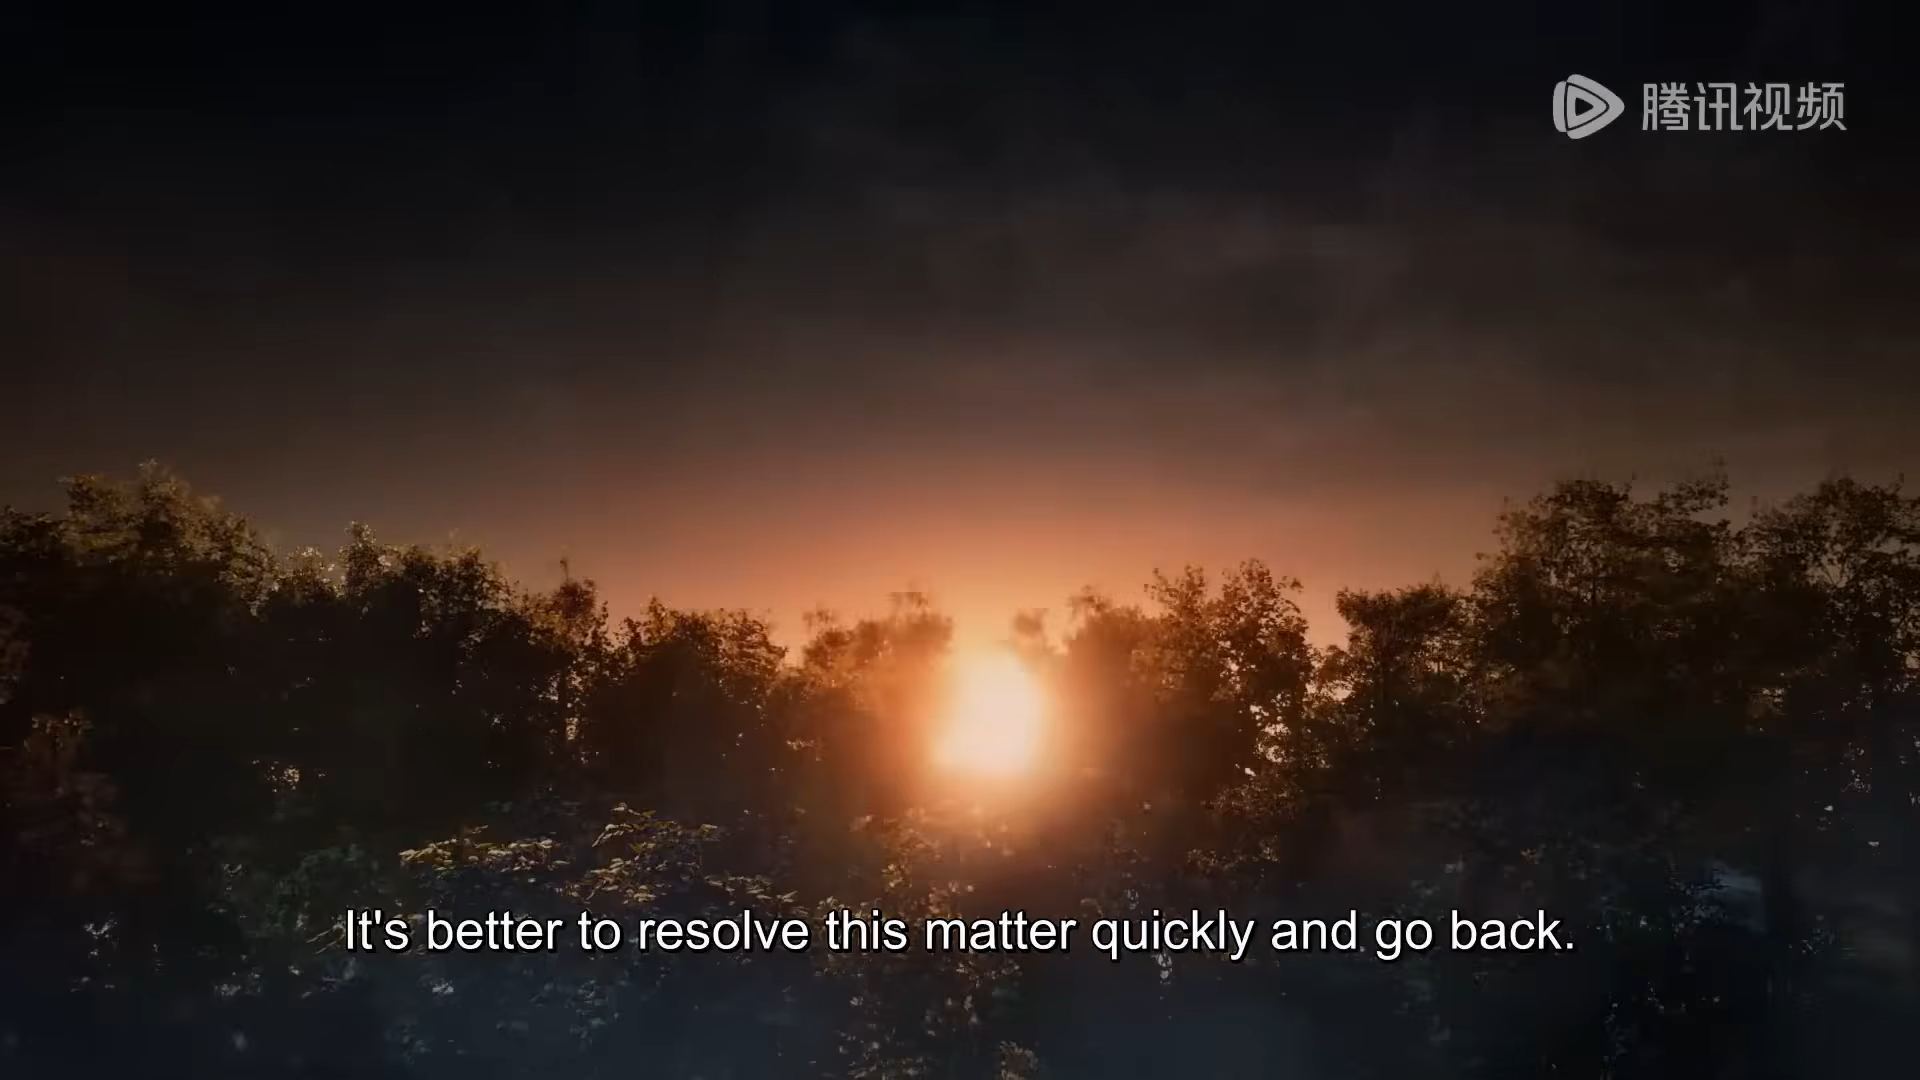 腾讯视频
It's better to resolve this matter quickly and go back.